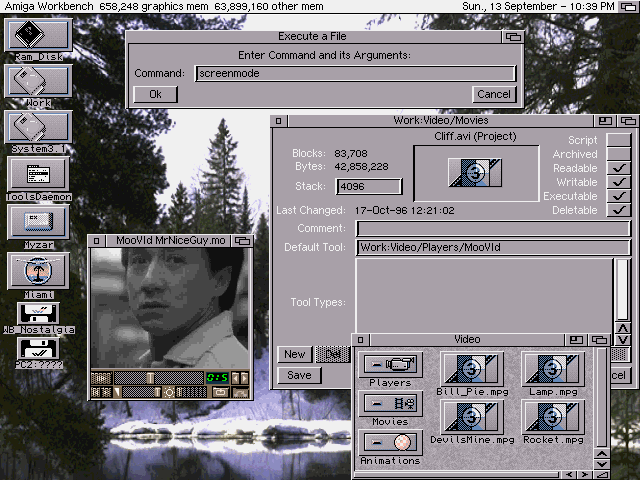 Amiga Workbench 658,248 graphics mem 63,899,160 other mem
Sun., 13 September - 10:39 PM
Execute a File
Enter Command and its Arguments:
Command: screenmode
Ok
Cancel
Ram_Disk
Work
System3.1
ToolsDaemon
Myzar
Miami
WB_Nostalgia
PC2:????
Work:Video/Movies
Cliff.avi (Project)
Blocks: 83,708
Bytes: 42,858,228
Stack: 4096
Script
Archived
Readable
Writable
Executable
Deletable
Last Changed: 17-Oct-96 12:21:02
Comment:
Default Tool: Work:Video/Players/MooVId
Tool Types:
New
Del
Save
cel
MooVId MrNiceGuy.mo
0:5
Video
Players
Movies
Animations
Bill_Pie.mpg
Lamp.mpg
DevilsMine.mpg
Rocket.mpg